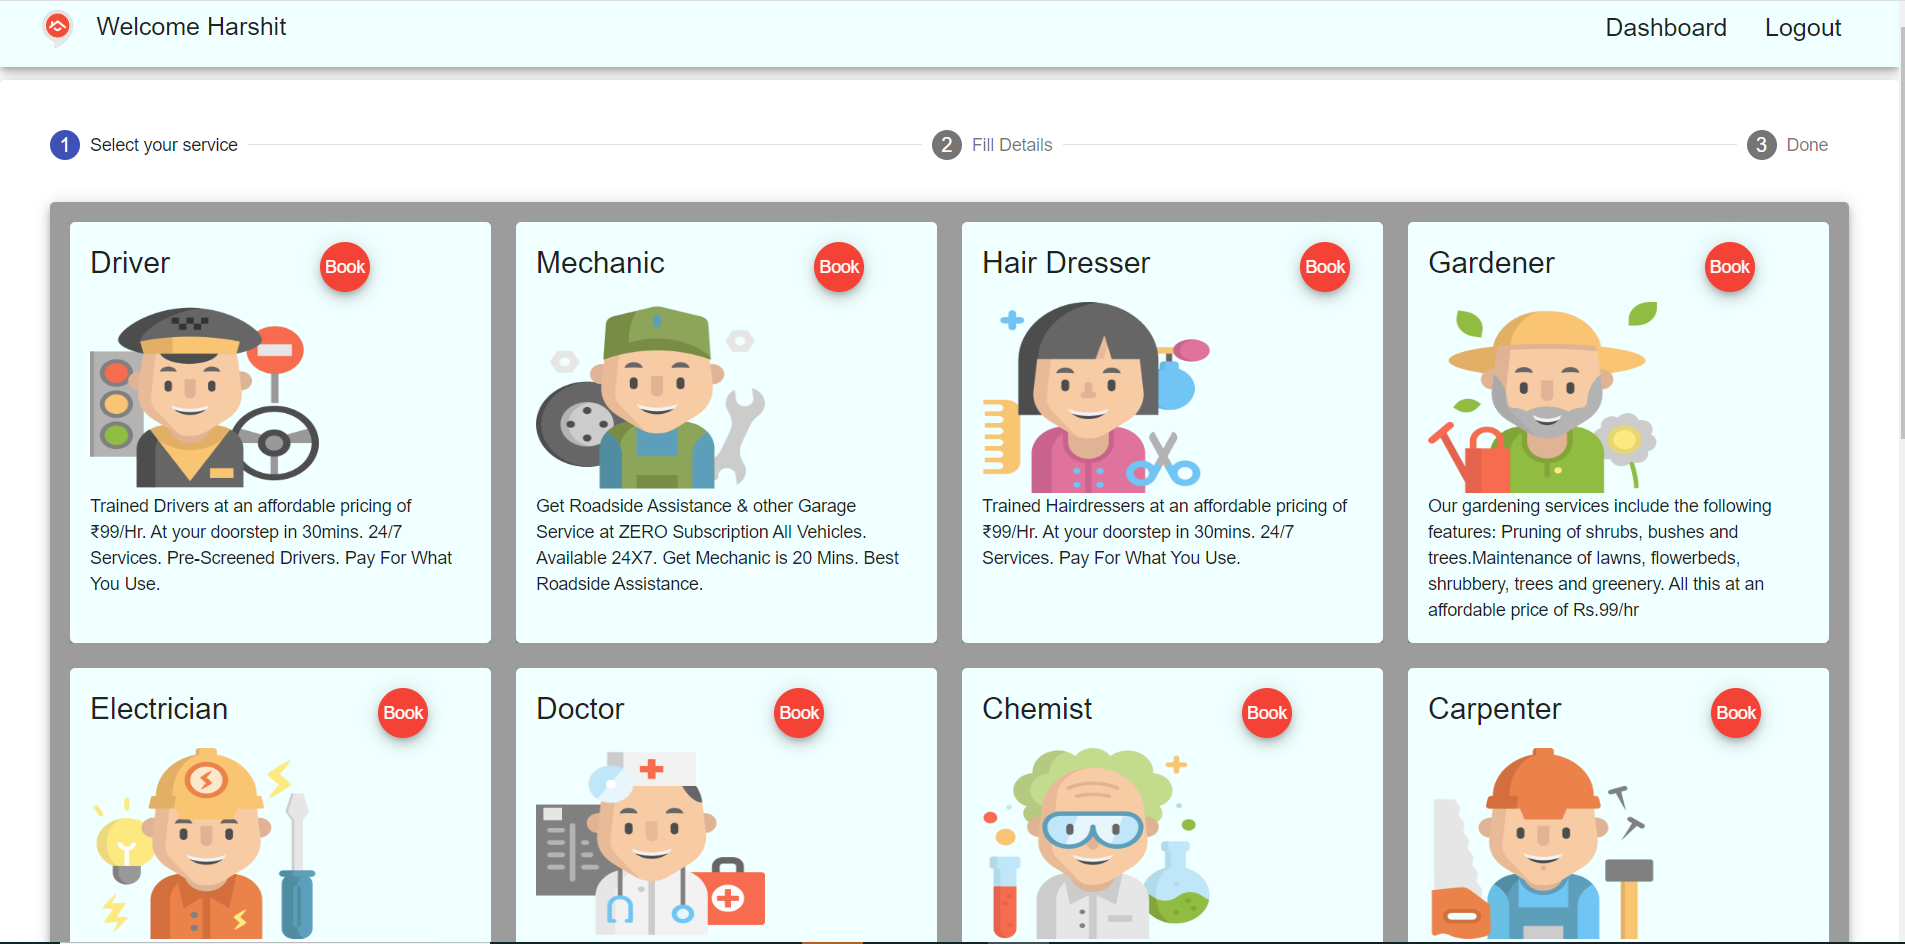 Welcome Harshit
Dashboard
Logout
1 Select your service
2 Fill Details
3 Done
Driver
Book
Trained Drivers at an affordable pricing of
₹99/Hr. At your doorstep in 30mins. 24/7
Services. Pre-Screened Drivers. Pay For What
You Use.
Mechanic
Book
Get Roadside Assistance & other Garage
Service at ZERO Subscription All Vehicles.
Available 24X7. Get Mechanic is 20 Mins. Best
Roadside Assistance.
Hair Dresser
Book
Trained Hairdressers at an affordable pricing of
₹99/Hr. At your doorstep in 30mins. 24/7
Services. Pay For What You Use.
Gardener
Book
Our gardening services include the following
features: Pruning of shrubs, bushes and
trees.Maintenance of lawns, flowerbeds,
shrubbery, trees and greenery. All this at an
affordable price of Rs.99/hr
Electrician
Book
Doctor
Book
Chemist
Book
Carpenter
Book